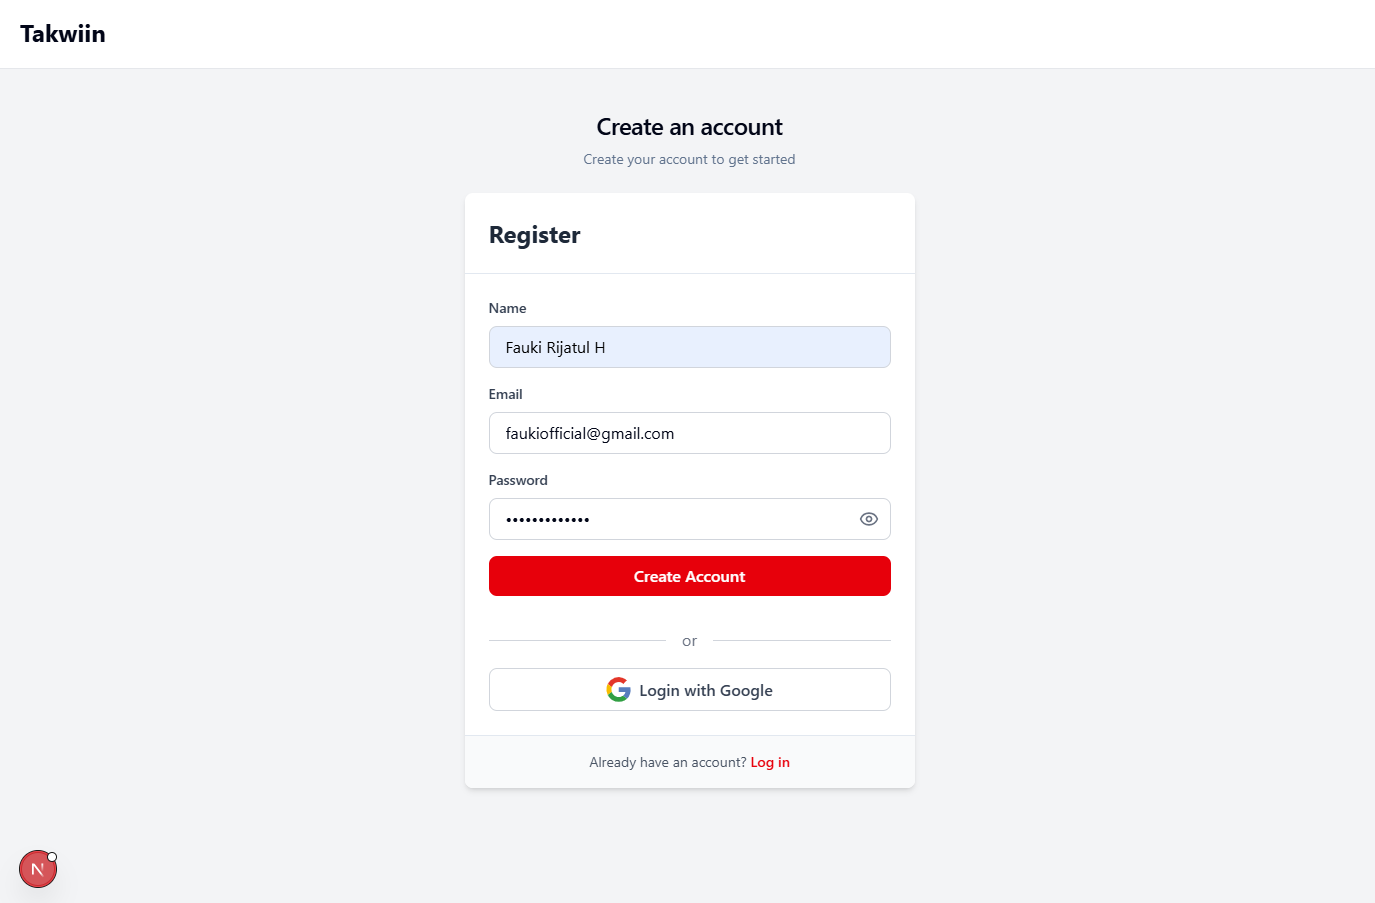 Takwiin
Create an account
Create your account to get started
Register
Name
Fauki Rijatul H
Email
faukiofficial@gmail.com
Password
•••••••••••••
Create Account
or
Login with Google
Already have an account? Log in
N